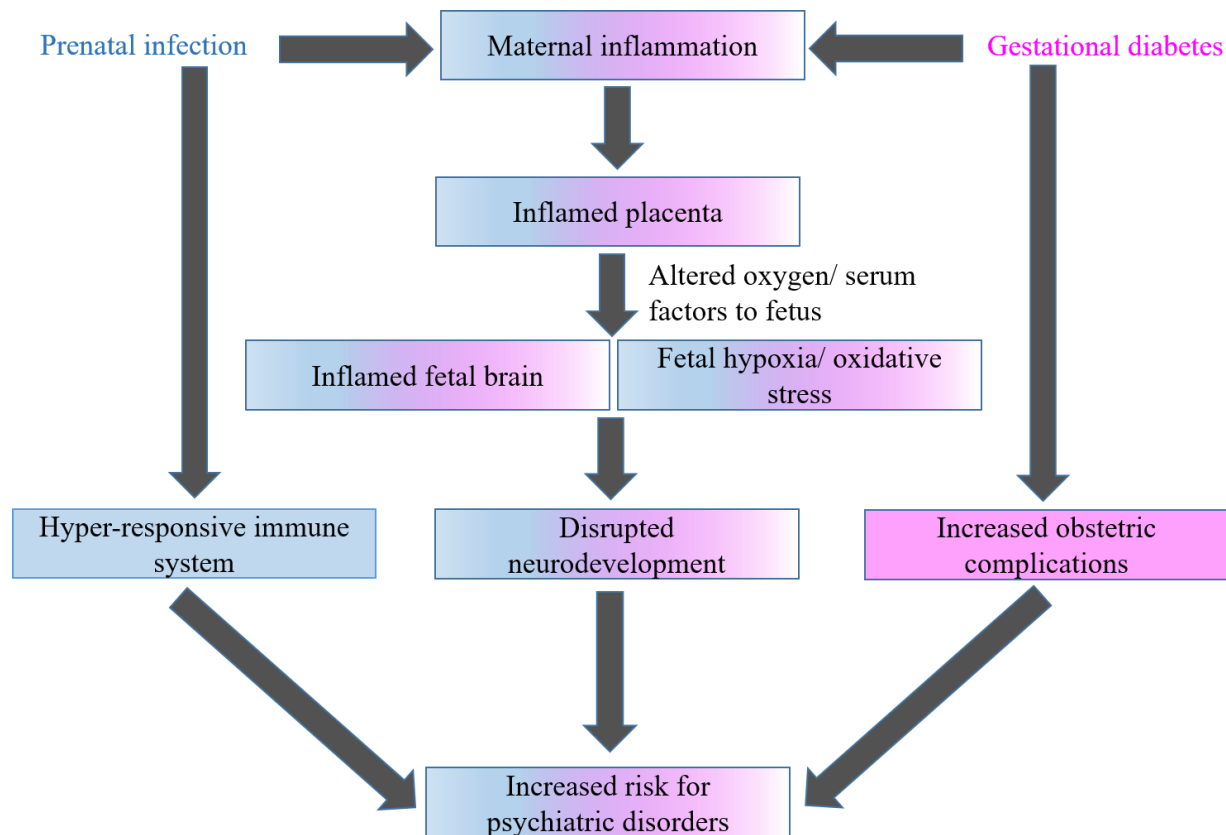 Prenatal infection
Maternal inflammation
Gestational diabetes
Inflamed placenta
Altered oxygen/ serum
factors to fetus
Inflamed fetal brain
Fetal hypoxia/ oxidative
stress
Hyper-responsive immune
system
Disrupted
neurodevelopment
Increased obstetric
complications
Increased risk for
psychiatric disorders